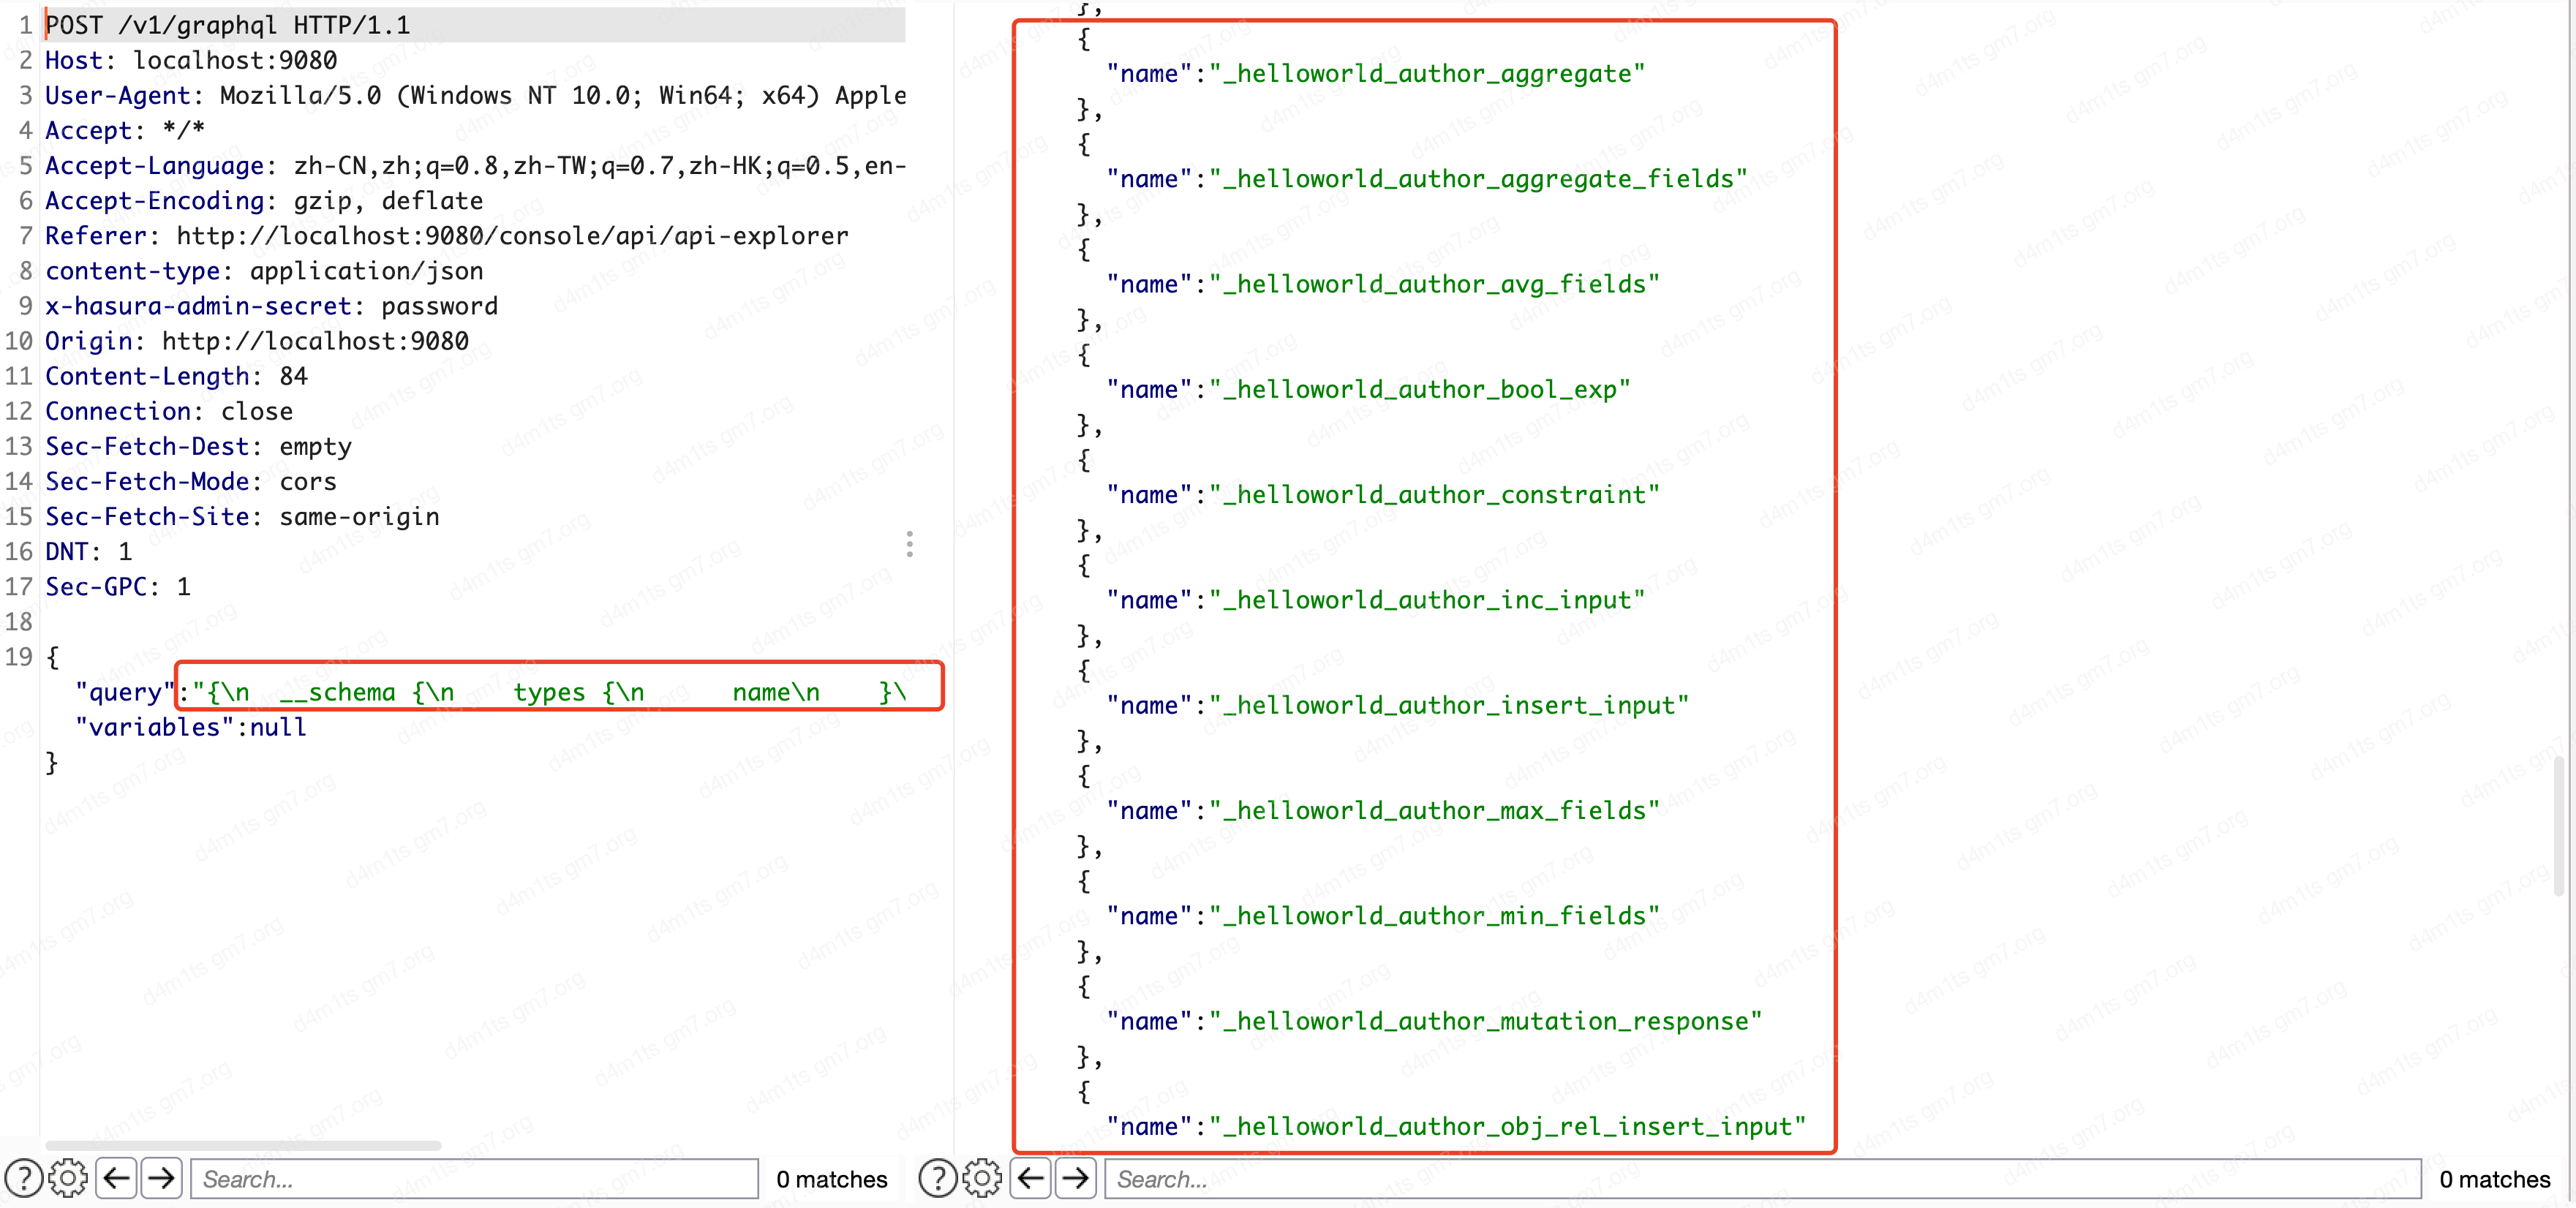 1 POST /v1/graphql HTTP/1.1
2 Host: localhost:9080
3 User-Agent: Mozilla/5.0 (Windows NT 10.0; Win64; x64) Apple
4 Accept: */*
5 Accept-Language: zh-CN,zh;q=0.8,zh-TW;q=0.7,zh-HK;q=0.5,en-
6 Accept-Encoding: gzip, deflate
7 Referer: http://localhost:9080/console/api/api-explorer
8 content-type: application/json
9 x-hasura-admin-secret: password
10 Origin: http://localhost:9080
11 Content-Length: 84
12 Connection: close
13 Sec-Fetch-Dest: empty
14 Sec-Fetch-Mode: cors
15 Sec-Fetch-Site: same-origin
16 DNT: 1
17 Sec-GPC: 1
18
19 {
"query":"{\n  __schema {\n    types {\n      name\n    }\
"variables":null
}
Search...
0 matches
},
{
"name":"_helloworld_author_aggregate"
},
{
"name":"_helloworld_author_aggregate_fields"
},
{
"name":"_helloworld_author_avg_fields"
},
{
"name":"_helloworld_author_bool_exp"
},
{
"name":"_helloworld_author_constraint"
},
{
"name":"_helloworld_author_inc_input"
},
{
"name":"_helloworld_author_insert_input"
},
{
"name":"_helloworld_author_max_fields"
},
{
"name":"_helloworld_author_min_fields"
},
{
"name":"_helloworld_author_mutation_response"
},
{
"name":"_helloworld_author_obj_rel_insert_input"
Search...
0 matches
d4m1ts gm7.org